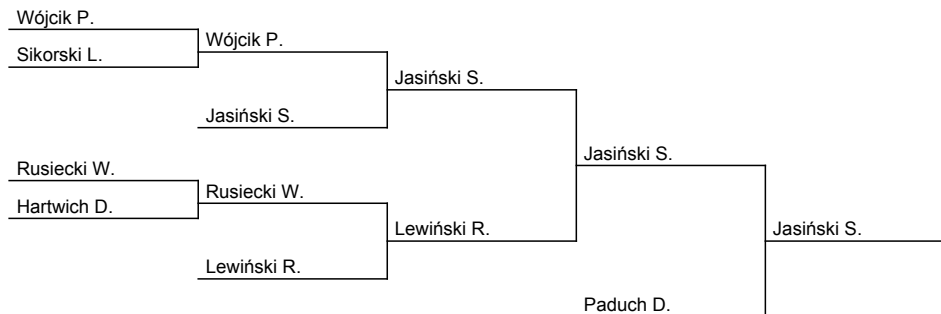 Wójcik P.
Sikorski L.
Wójcik P.
Jasiński S.
Jasiński S.
Rusiecki W.
Hartwich D.
Rusiecki W.
Lewiński R.
Lewiński R.
Jasiński S.
Paduch D.
Jasiński S.